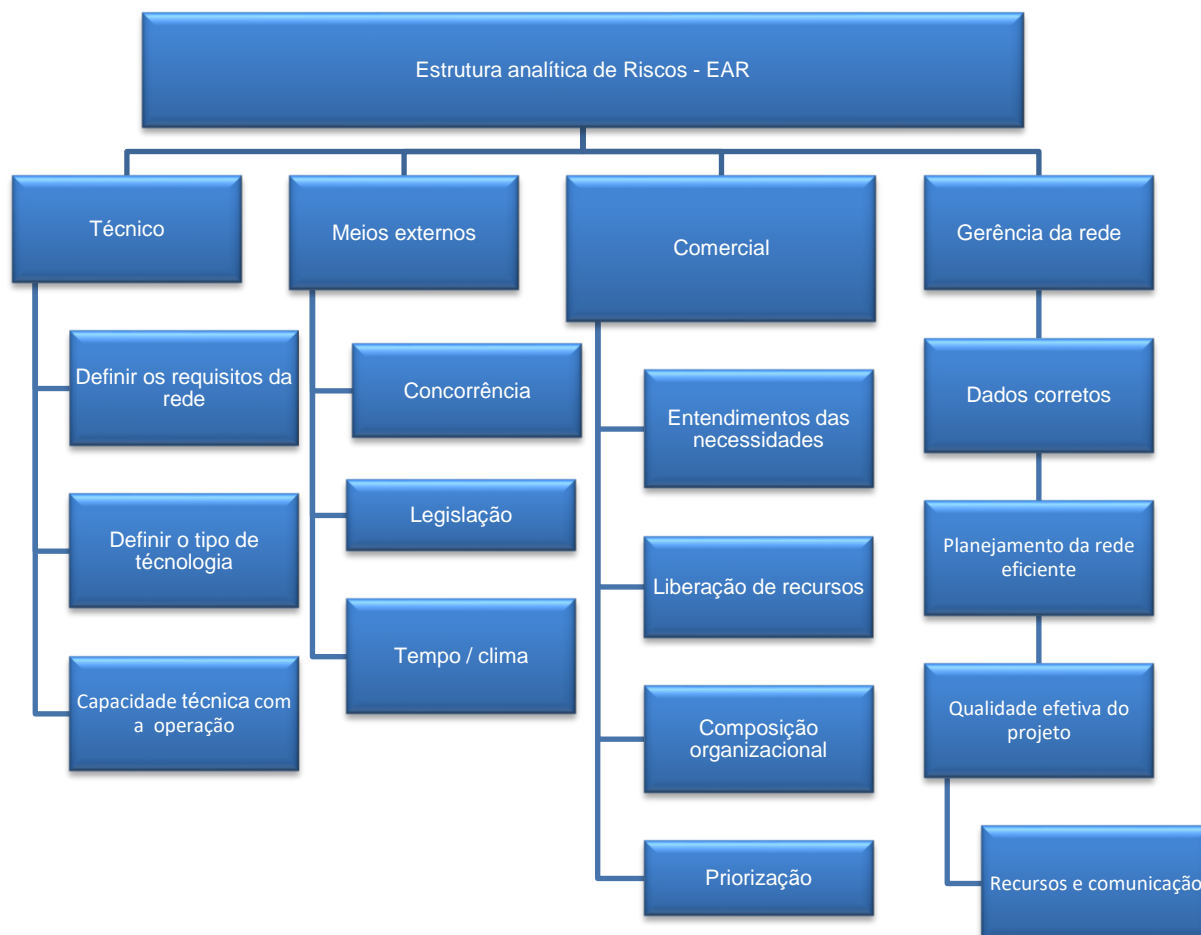 Estrutura analítica de Riscos - EAR
Técnico
Meios externos
Comercial
Gerência da rede
Definir os requisitos da
rede
Definir o tipo de
técnologia
Capacidade técnica com
a operação
Concorrência
Legislação
Tempo / clima
Entendimentos das
necessidades
Liberação de recursos
Composição
organizacional
Priorização
Dados corretos
Planejamento da rede
eficiente
Qualidade efetiva do
projeto
Recursos e comunicação